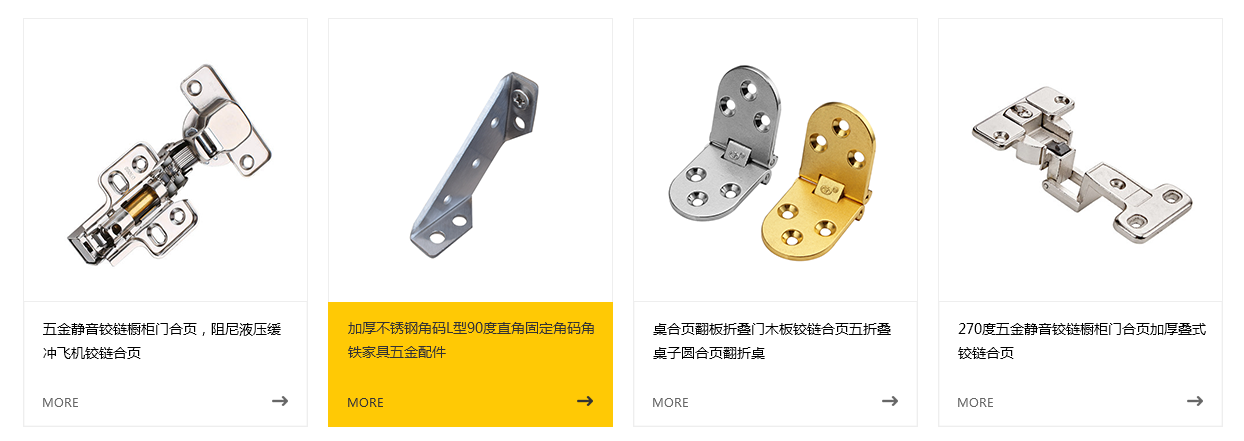 五金静音铰链橱柜门合页，阻尼液压缓
冲飞机铰链合页
MORE
加厚不锈钢角码L型90度直角固定角码角
铁家具五金配件
MORE
桌合页翻板折叠门木板铰链合页五折叠
桌子圆合页翻折桌
MORE
270度五金静音铰链橱柜门合页加厚叠式
铰链合页
MORE